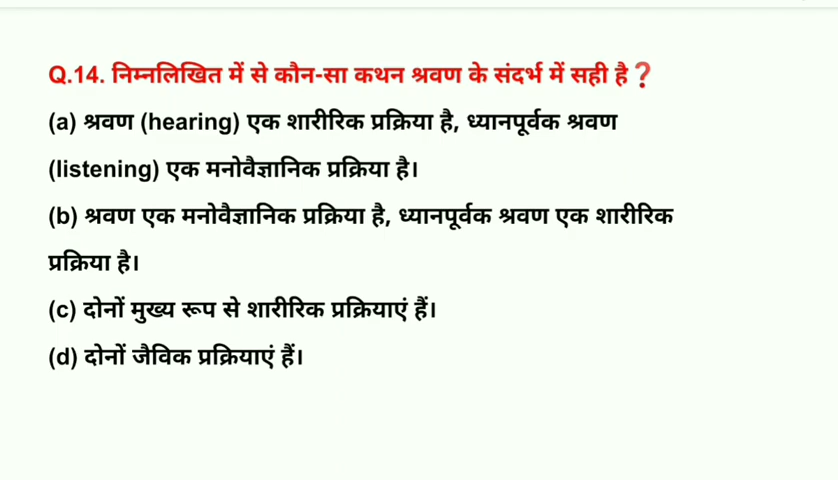 Q.14. निम्नलिखित में से कौन-सा कथन श्रवण के संदर्भ में सही है❓
(a) श्रवण (hearing) एक शारीरिक प्रक्रिया है, ध्यानपूर्वक श्रवण
(listening) एक मनोवैज्ञानिक प्रक्रिया है।
(b) श्रवण एक मनोवैज्ञानिक प्रक्रिया है, ध्यानपूर्वक श्रवण एक शारीरिक
प्रक्रिया है।
(c) दोनों मुख्य रूप से शारीरिक प्रक्रियाएं हैं।
(d) दोनों जैविक प्रक्रियाएं हैं।